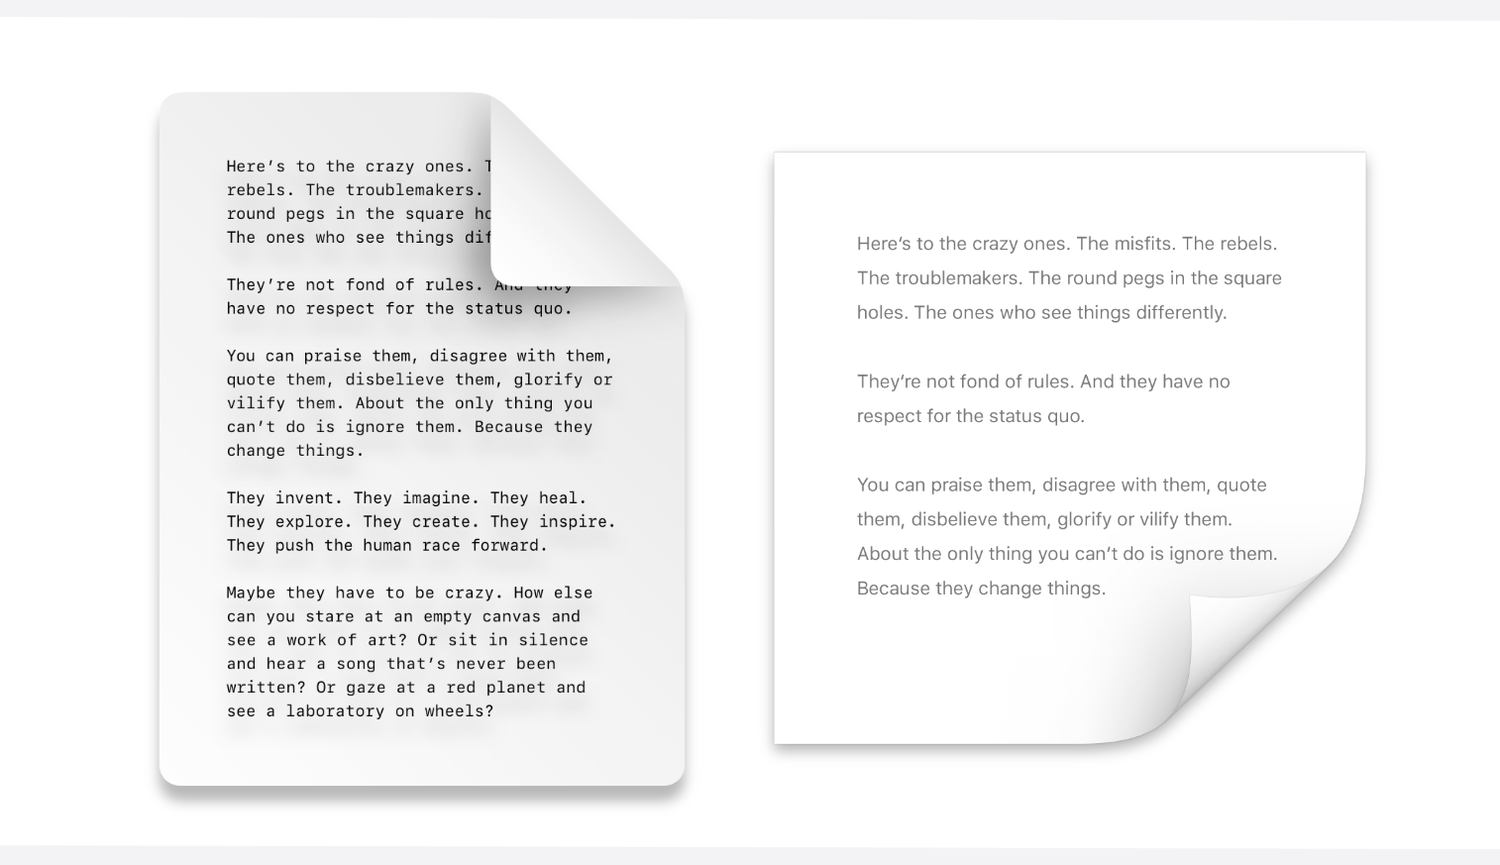 Here’s to the crazy ones.
rebels. The troublemakers.
round pegs in the square
The ones who see things
They’re not fond of rules. And they
have no respect for the status quo.
You can praise them, disagree with them,
quote them, disbelieve them, glorify or
vilify them. About the only thing you
can’t do is ignore them. Because they
change things.
They invent. They imagine. They heal.
They explore. They create. They inspire.
They push the human race forward.
Maybe they have to be crazy. How else
can you stare at an empty canvas and
see a work of art? Or sit in silence
and hear a song that’s never been
written? Or gaze at a red planet and
see a laboratory on wheels?
Here’s to the crazy ones. The misfits. The rebels.
The troublemakers. The round pegs in the square
holes. The ones who see things differently.
They’re not fond of rules. And they have no
respect for the status quo.
You can praise them, disagree with them, quote
them, disbelieve them, glorify or vilify them.
About the only thing you can’t do is ignore them.
Because they change things.